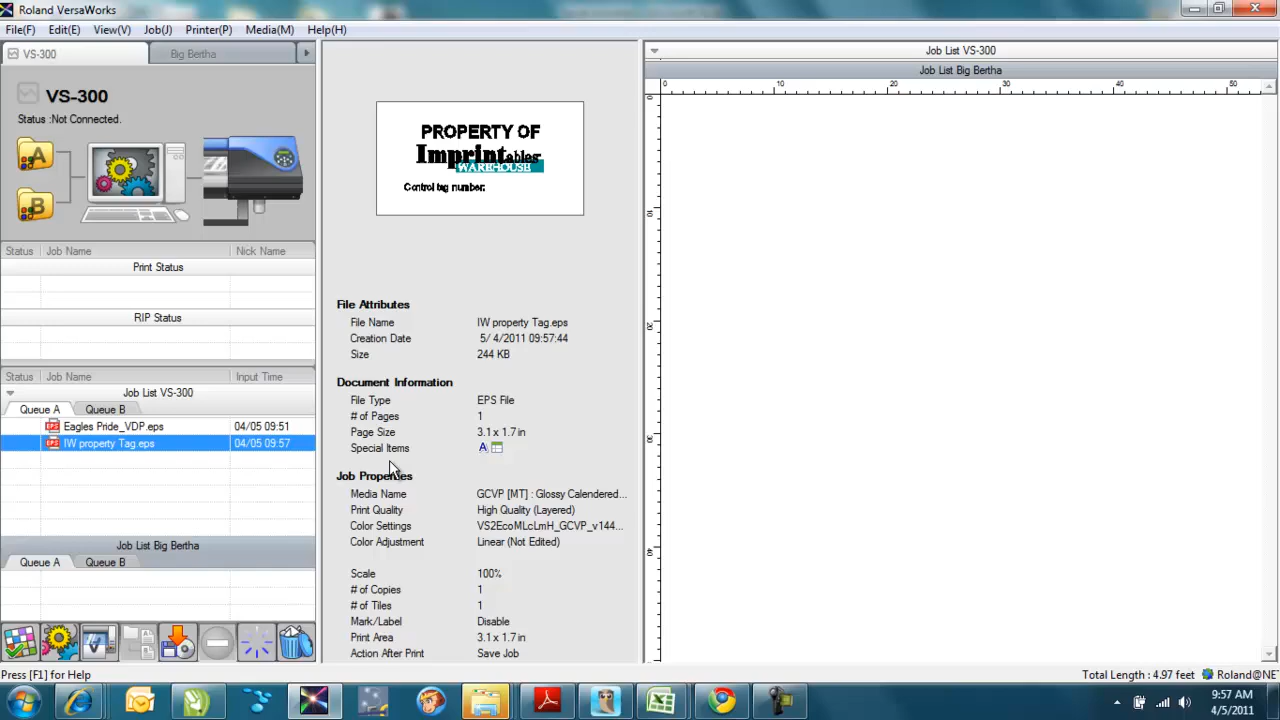 Roland VersaWorks
File(F) Edit(E) View(V) Job(J) Printer(P) Media(M) Help(H)
VS-300 Big Bertha
VS-300
Status :Not Connected.
A
B
Status Job Name Nick Name
Print Status
RIP Status
Status Job Name Input Time
Job List VS-300
Queue A Queue B
Eagles Pride_VDP.eps 04/05 09:51
IW property Tag.eps 04/05 09:57
Job List Big Bertha
Queue A Queue B
PROPERTY OF
Imprintables
WAREHOUSE
Control tag number:
File Attributes
File Name IW property Tag.eps
Creation Date 5/ 4/2011 09:57:44
Size 244 KB
Document Information
File Type EPS File
# of Pages 1
Page Size 3.1 x 1.7 in
Special Items A
Job Properties
Media Name GCVP [MT] : Glossy Calendered...
Print Quality High Quality (Layered)
Color Settings VS2EcoMLcLmH_GCVP_v144...
Color Adjustment Linear (Not Edited)
Scale 100%
# of Copies 1
# of Tiles 1
Mark/Label Disable
Print Area 3.1 x 1.7 in
Action After Print Save Job
Job List VS-300
Job List Big Bertha
0 10 20 30 40 50
0
10
20
30
40
Press [F1] for Help
Total Length : 4.97 feet Roland@NE
9:57 AM
4/5/2011